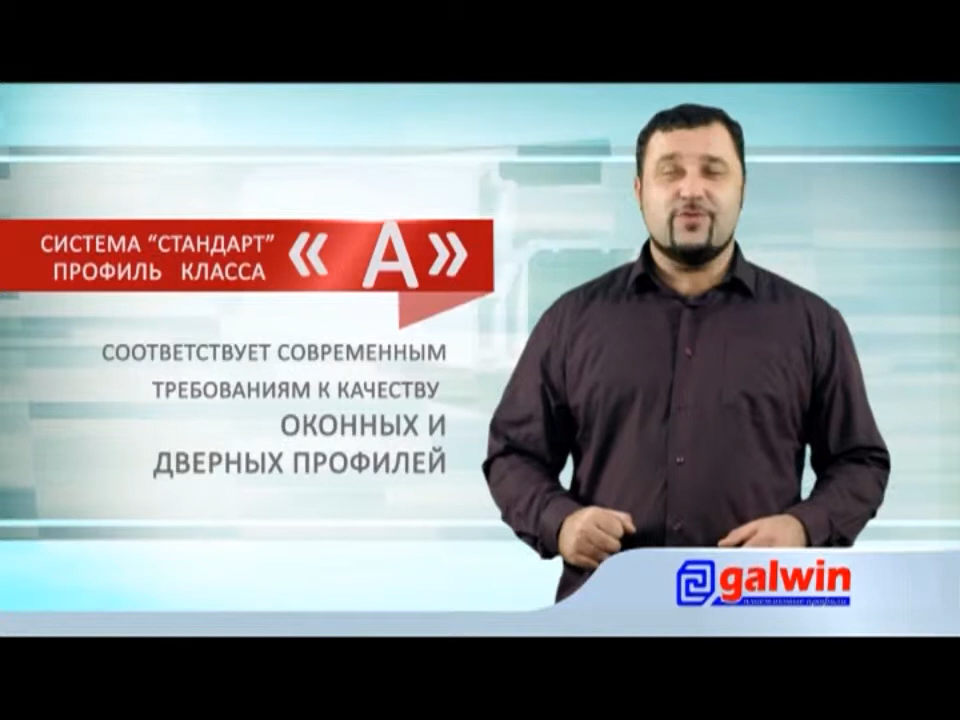 СИСТЕМА “СТАНДАРТ”
ПРОФИЛЬ КЛАССА
« А »
СООТВЕТСТВУЕТ СОВРЕМЕННЫМ
ТРЕБОВАНИЯМ К КАЧЕСТВУ
ОКОННЫХ И
ДВЕРНЫХ ПРОФИЛЕЙ
galwin